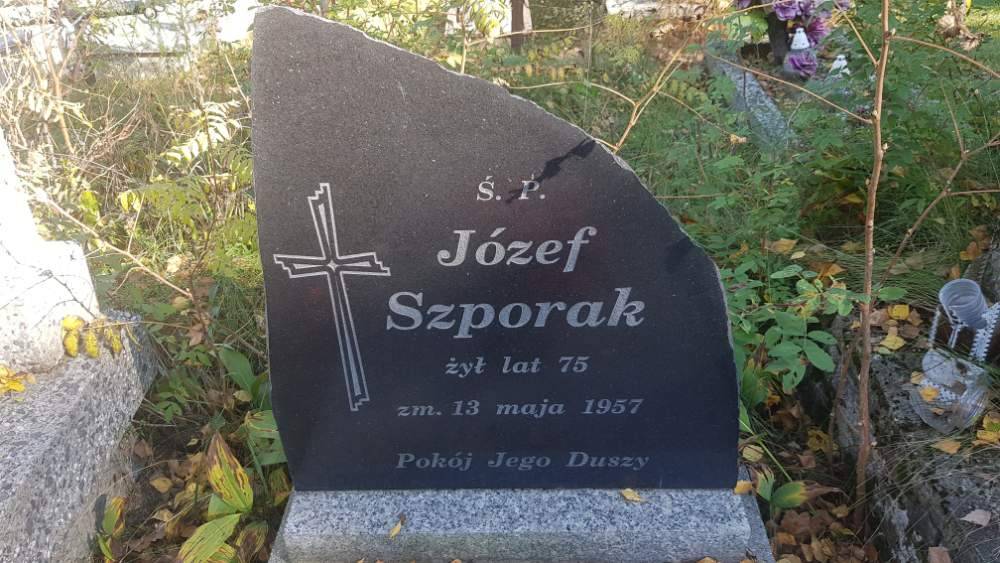 Ś. P.
Józef
Szporak
żył lat 75
zm. 13 maja 1957
Pokój Jego Duszy